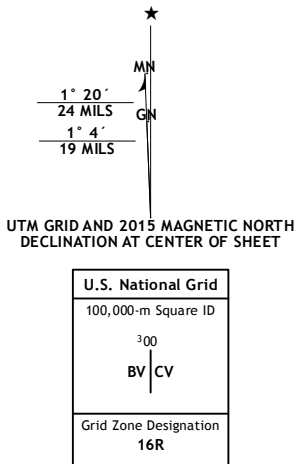 ★
MN
1° 20´
24 MILS
GN
1° 4´
19 MILS
UTM GRID AND 2015 MAGNETIC NORTH
DECLINATION AT CENTER OF SHEET
U.S. National Grid
100,000-m Square ID
³00
BV CV
Grid Zone Designation
16R